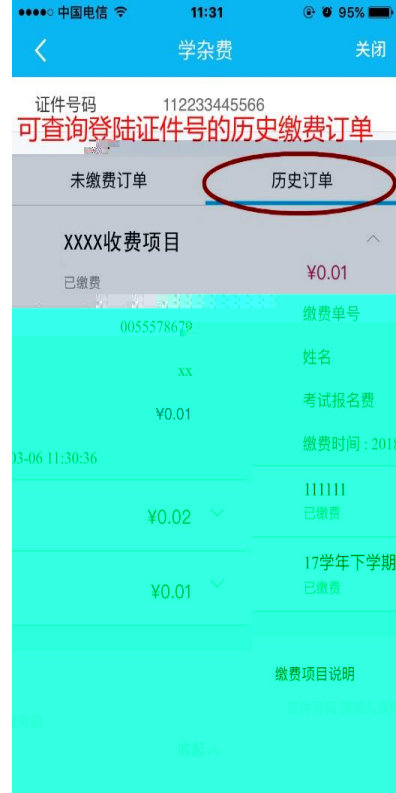 中国电信 11:31 95%
学杂费 关闭
证件号码 112233445566
可查询登陆证件号的历史缴费订单
未缴费订单 历史订单
XXXX收费项目
¥0.01
已缴费
缴费单号
0055578679
姓名
xx
考试报名费
¥0.01
缴费时间 : 2018
03-06 11:30:36
111111
已缴费
¥0.02
17学年下学期
已缴费
¥0.01
缴费项目说明
收起